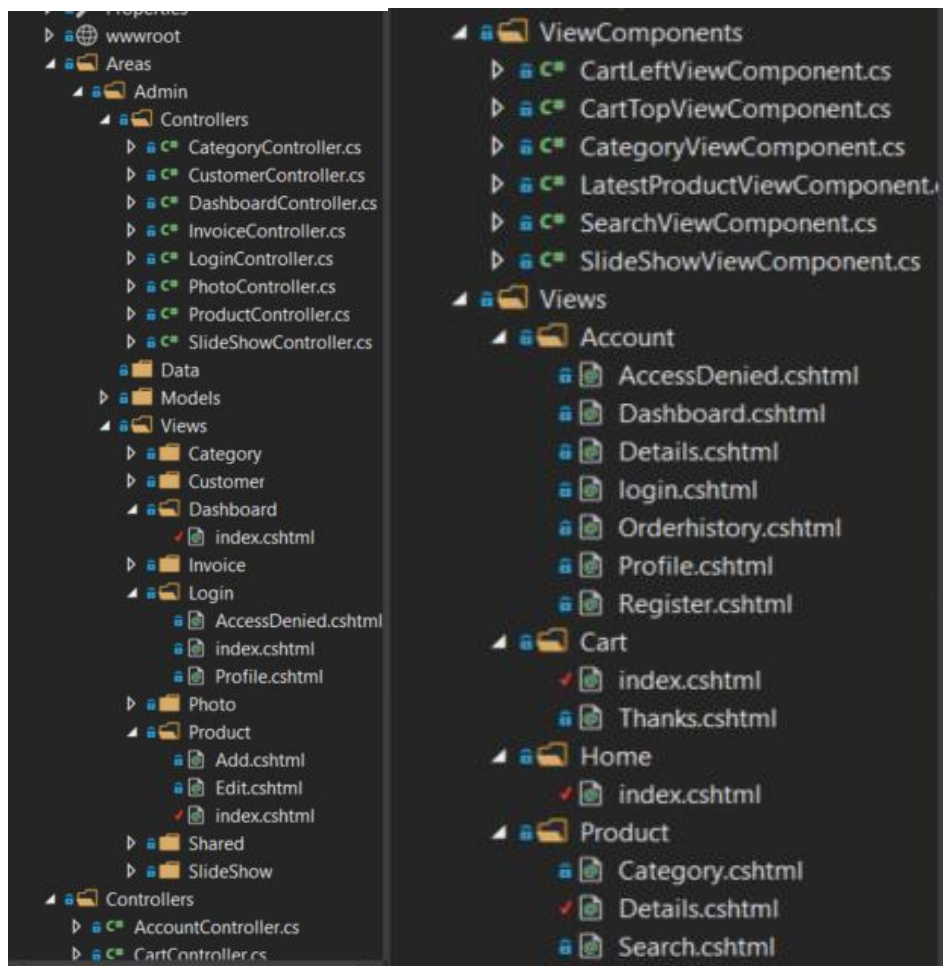 Properties
wwwroot
Areas
Admin
Controllers
C# CategoryController.cs
C# CustomerController.cs
C# DashboardController.cs
C# InvoiceController.cs
C# LoginController.cs
C# PhotoController.cs
C# ProductController.cs
C# SlideShowController.cs
Data
Models
Views
Category
Customer
Dashboard
index.cshtml
Invoice
Login
AccessDenied.cshtml
index.cshtml
Profile.cshtml
Photo
Product
Add.cshtml
Edit.cshtml
index.cshtml
Shared
SlideShow
Controllers
C# AccountController.cs
C# CartController.cs
ViewComponents
C# CartLeftViewComponent.cs
C# CartTopViewComponent.cs
C# CategoryViewComponent.cs
C# LatestProductViewComponent.
C# SearchViewComponent.cs
C# SlideShowViewComponent.cs
Views
Account
AccessDenied.cshtml
Dashboard.cshtml
Details.cshtml
login.cshtml
Orderhistory.cshtml
Profile.cshtml
Register.cshtml
Cart
index.cshtml
Thanks.cshtml
Home
index.cshtml
Product
Category.cshtml
Details.cshtml
Search.cshtml